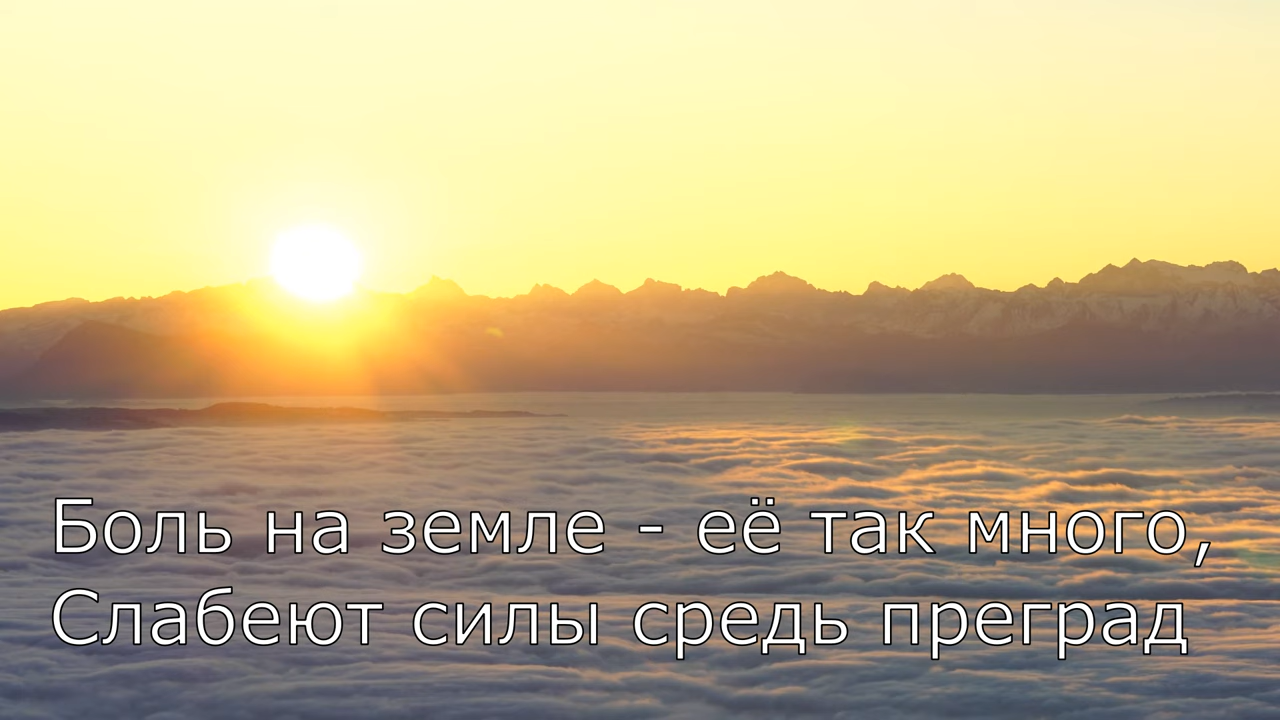 Боль на земле - её так много,
Слабеют силы средь преград